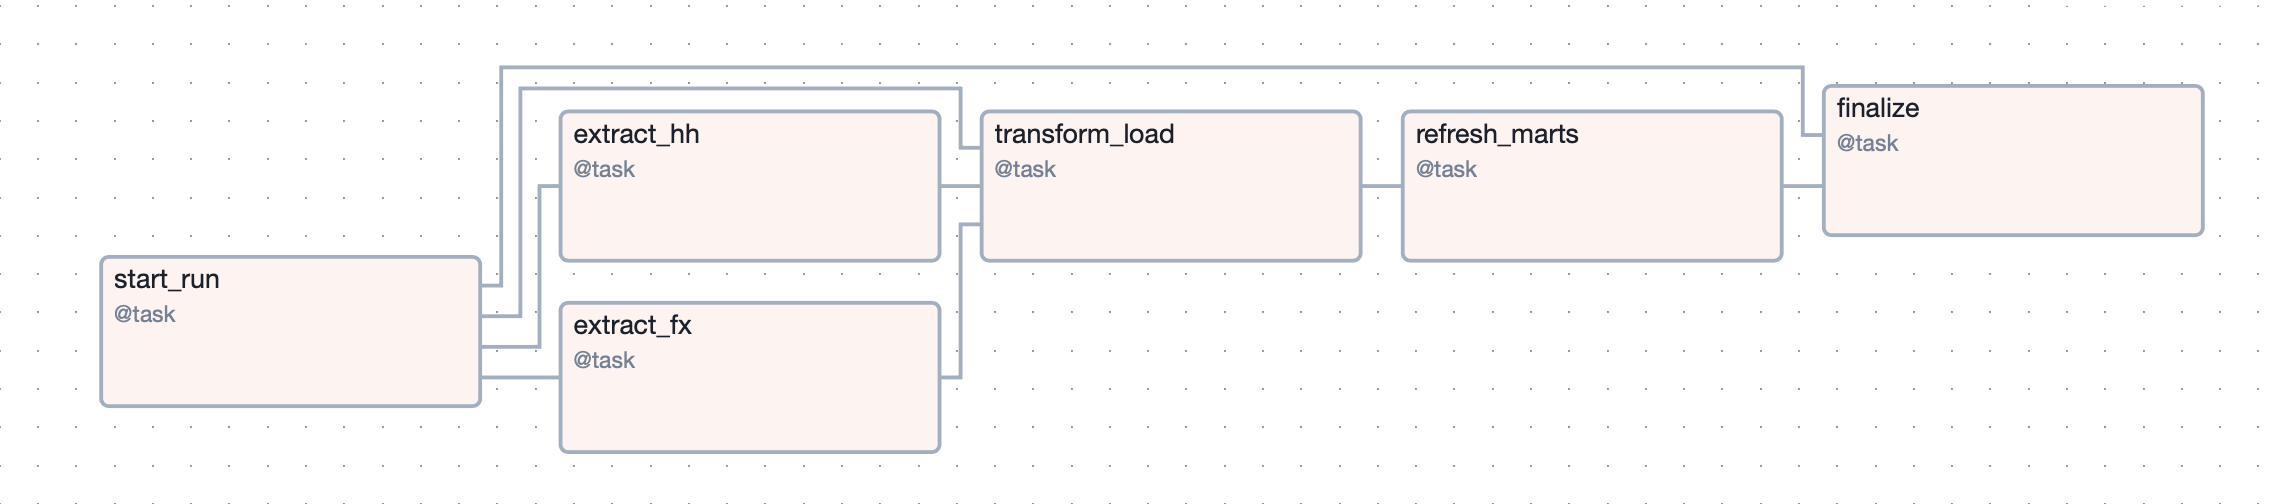 start_run
@task
extract_hh
@task
extract_fx
@task
transform_load
@task
refresh_marts
@task
finalize
@task